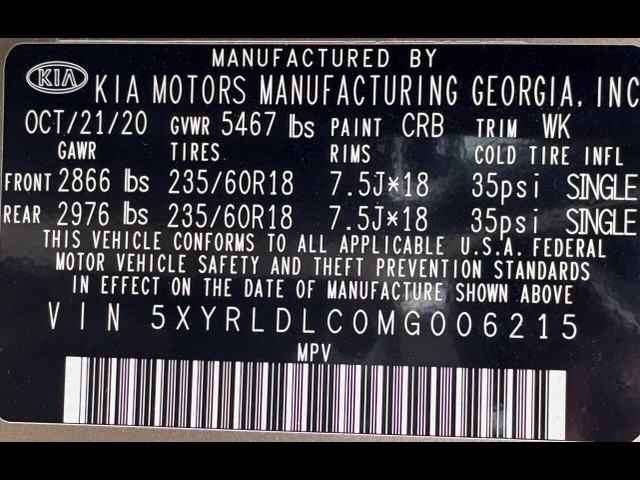 MANUFACTURED BY
KIA KIA MOTORS MANUFACTURING GEORGIA, INC
OCT/21/20 GVWR 5467 lbs PAINT CRB TRIM WK
GAWR TIRES RIMS COLD TIRE INFL
FRONT 2866 lbs 235/60R18 7.5J*18 35psi SINGLE
REAR 2976 lbs 235/60R18 7.5J*18 35psi SINGLE
THIS VEHICLE CONFORMS TO ALL APPLICABLE U.S.A. FEDERAL
MOTOR VEHICLE SAFETY AND THEFT PREVENTION STANDARDS
IN EFFECT ON THE DATE OF MANUFACTURE SHOWN ABOVE
VIN 5XYRLDLC0MG006215
MPV